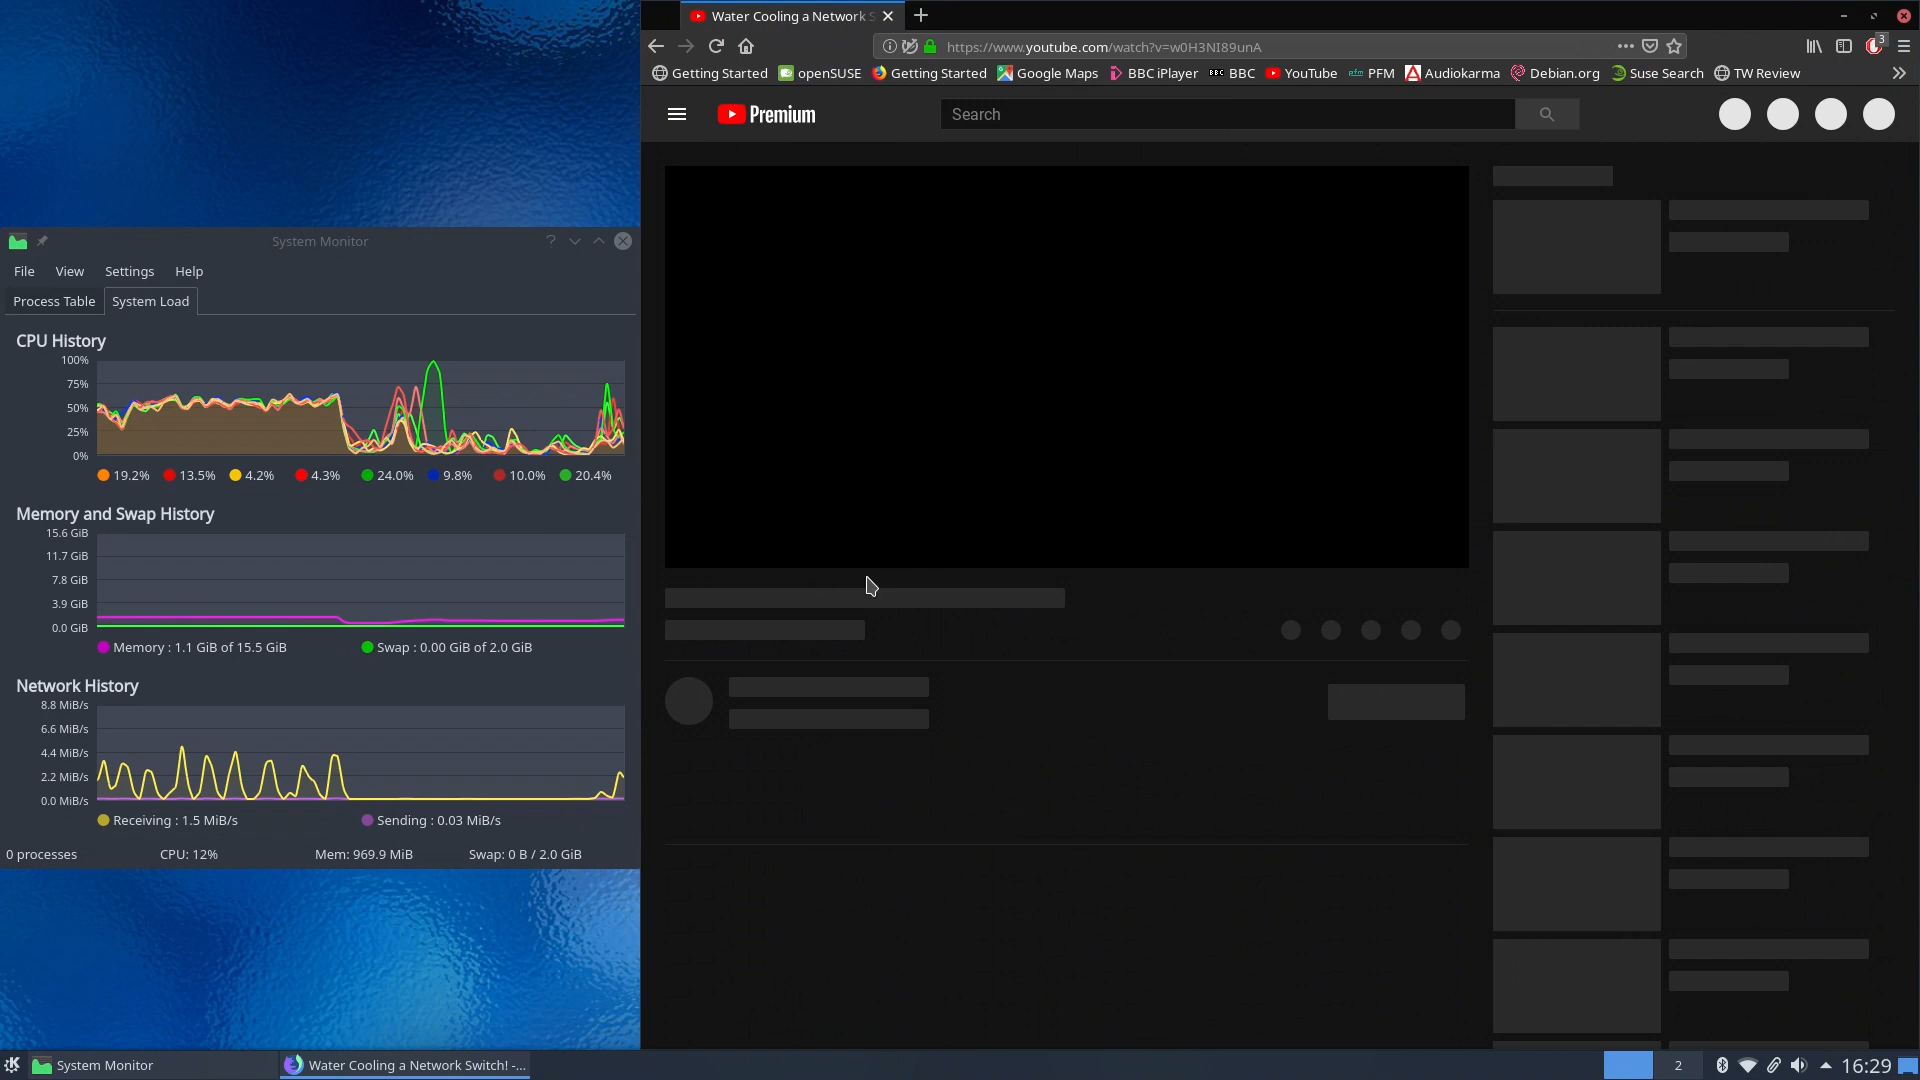 Water Cooling a Network S
https://www.youtube.com/watch?v=w0H3NI89unA
3
Getting Started
openSUSE
Getting Started
Google Maps
BBC iPlayer
BBC BBC
YouTube
PFM
Audiokarma
Debian.org
Suse Search
TW Review
Premium
Search
System Monitor
File View Settings Help
Process Table System Load
CPU History
100%
75%
50%
25%
0%
19.2% 13.5% 4.2% 4.3% 24.0% 9.8% 10.0% 20.4%
Memory and Swap History
15.6 GiB
11.7 GiB
7.8 GiB
3.9 GiB
0.0 GiB
Memory : 1.1 GiB of 15.5 GiB Swap : 0.00 GiB of 2.0 GiB
Network History
8.8 MiB/s
6.6 MiB/s
4.4 MiB/s
2.2 MiB/s
0.0 MiB/s
Receiving : 1.5 MiB/s Sending : 0.03 MiB/s
0 processes CPU: 12% Mem: 969.9 MiB Swap: 0 B / 2.0 GiB
System Monitor
Water Cooling a Network Switch! -...
2
16:29